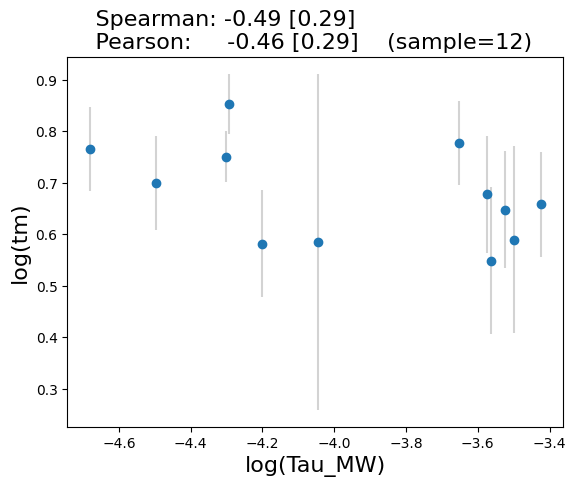 Spearman: -0.49 [0.29]
Pearson: -0.46 [0.29] (sample=12)
0.9
0.8
0.7
0.6
0.5
0.4
0.3
log(tm)
−4.6 −4.4 −4.2 −4.0 −3.8 −3.6 −3.4
log(Tau_MW)